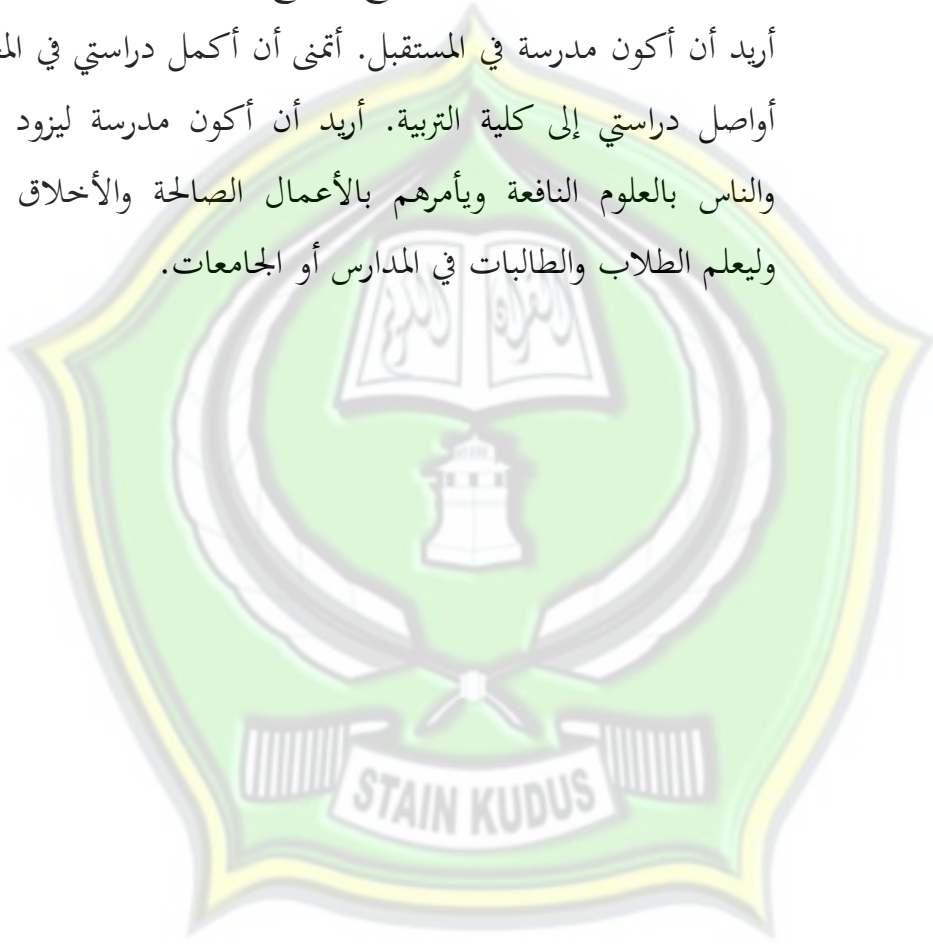 أريد أن أكون مدرسة في المستقبل. أتمنى أن أكمل دراستي في
أواصل دراستي إلى كلية التربية. أريد أن أكون مدرسة ليزود
والناس بالعلوم النافعة ويأمرهم بالأعمال الصالحة والأخلاق
وليعلم الطلاب والطالبات في المدارس أو الجامعات.
STAIN KUDUS